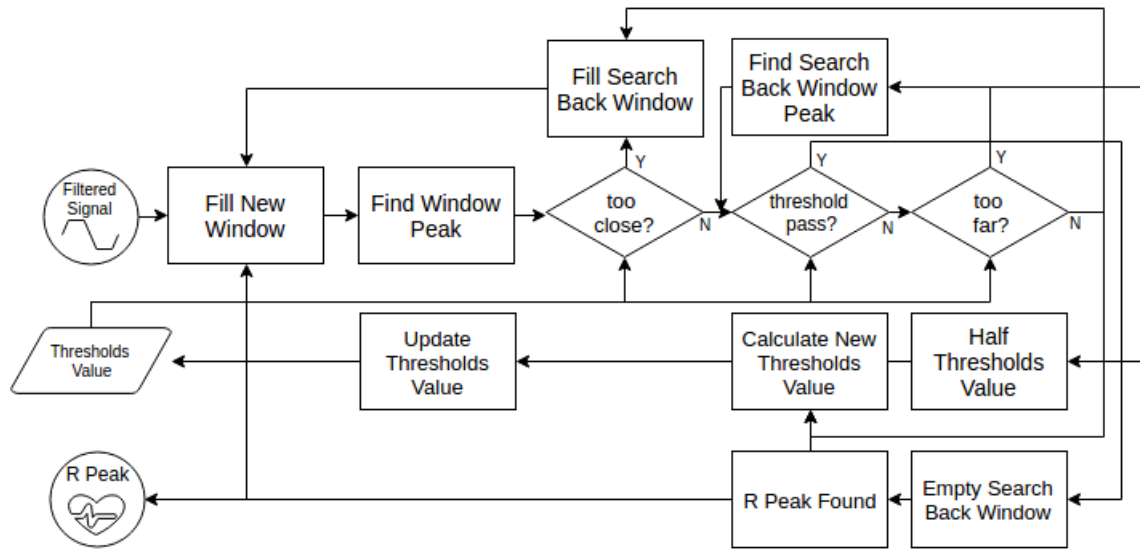 Fill Search
Back Window
Find Search
Back Window
Peak
Y
Y
Y
Filtered
Signal
Fill New
Window
Find Window
Peak
too
close?
N
threshold
pass?
N
too
far?
N
Thresholds
Value
Update
Thresholds
Value
Calculate New
Thresholds
Value
Half
Thresholds
Value
R Peak
R Peak Found
Empty Search
Back Window